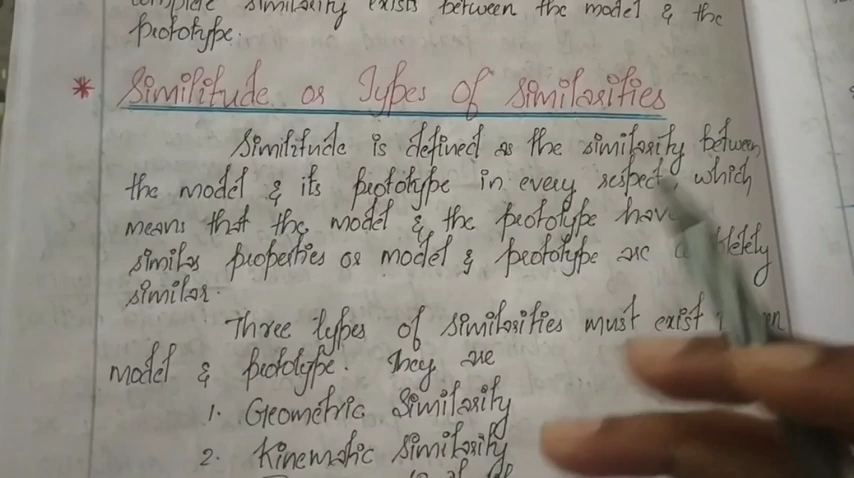 complete similarity exists between the model & the
prototype.
* Similitude or Types of similarities
Similitude is defined as the similarity between
the model & its prototype in every respect, which
means that the model & the prototype have
similar properties or model & prototype are
similar.
Three types of similarities must exist
model & prototype. They are
1. Geometric Similarity
2. Kinematic Similarity